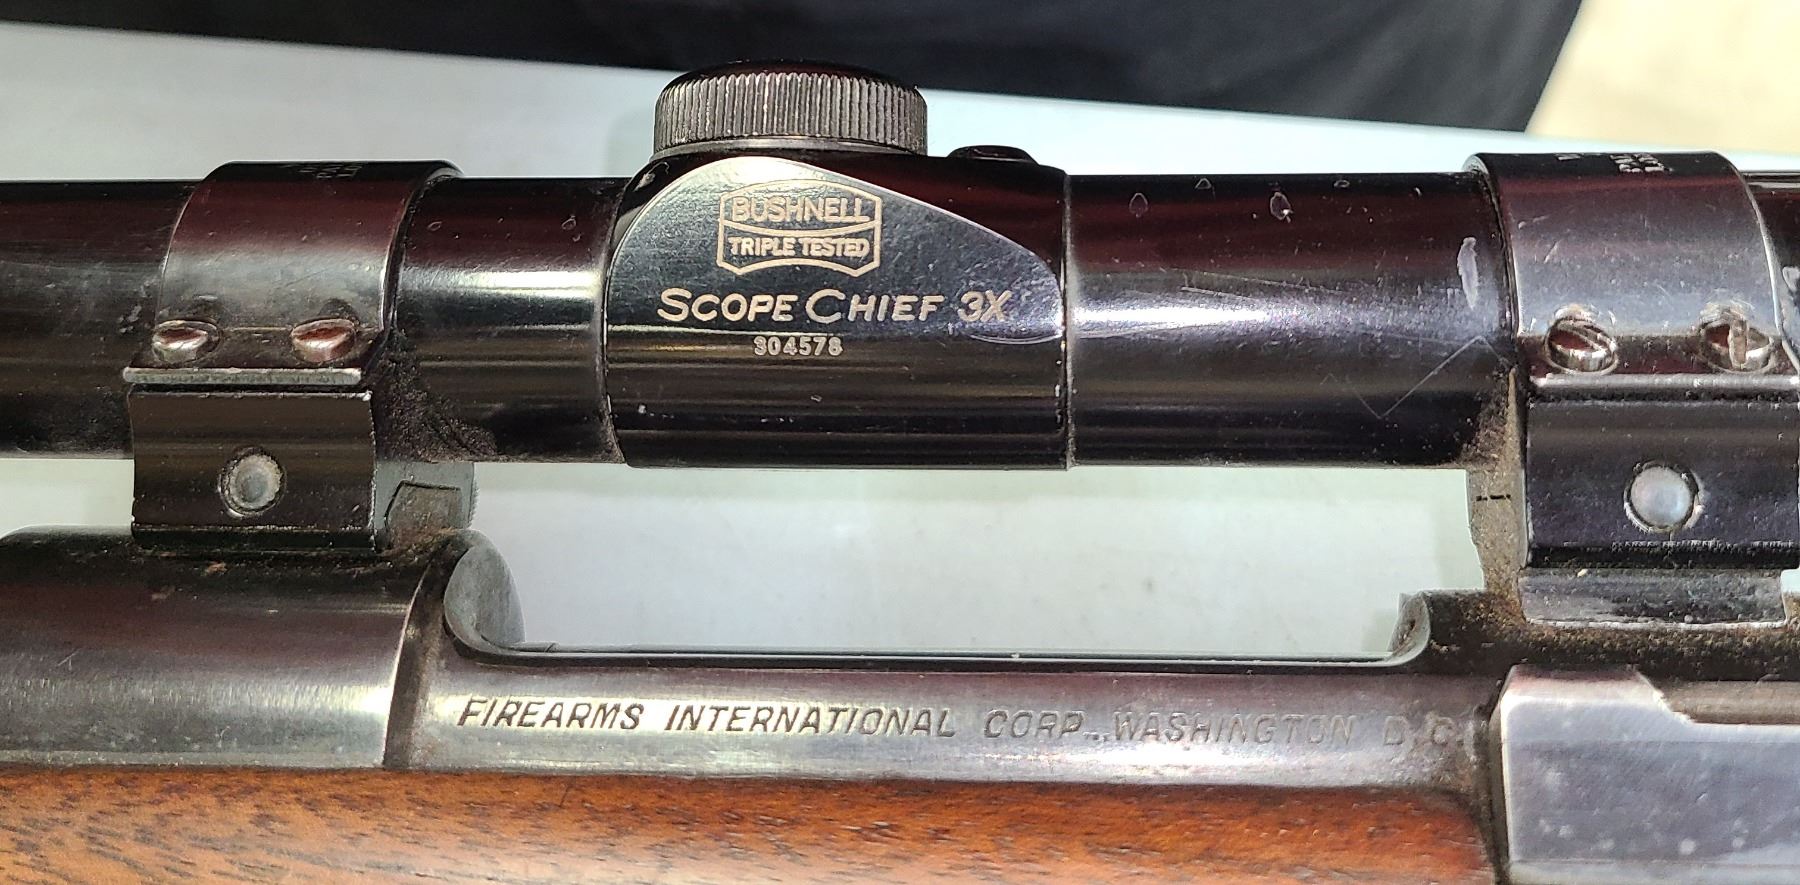 BUSHNELL
TRIPLE TESTED
SCOPE CHIEF 3X
304578
FIREARMS INTERNATIONAL CORP., WASHINGTON D.C.